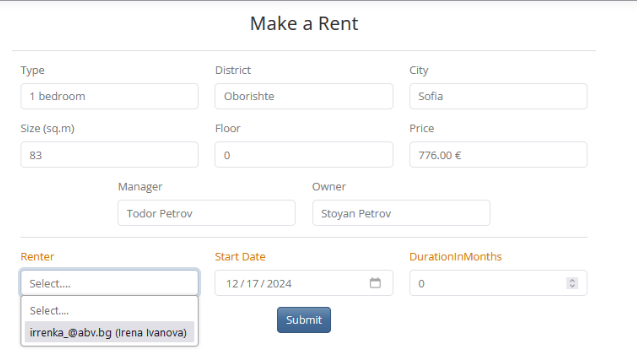 Make a Rent
Type District City
1 bedroom Oborishte Sofia
Size (sq.m) Floor Price
83 0 776.00 €
Manager Owner
Todor Petrov Stoyan Petrov
Renter Start Date DurationInMonths
Select.... 12/17/2024 0
Select....
irrenka_@abv.bg (Irena Ivanova)
Submit